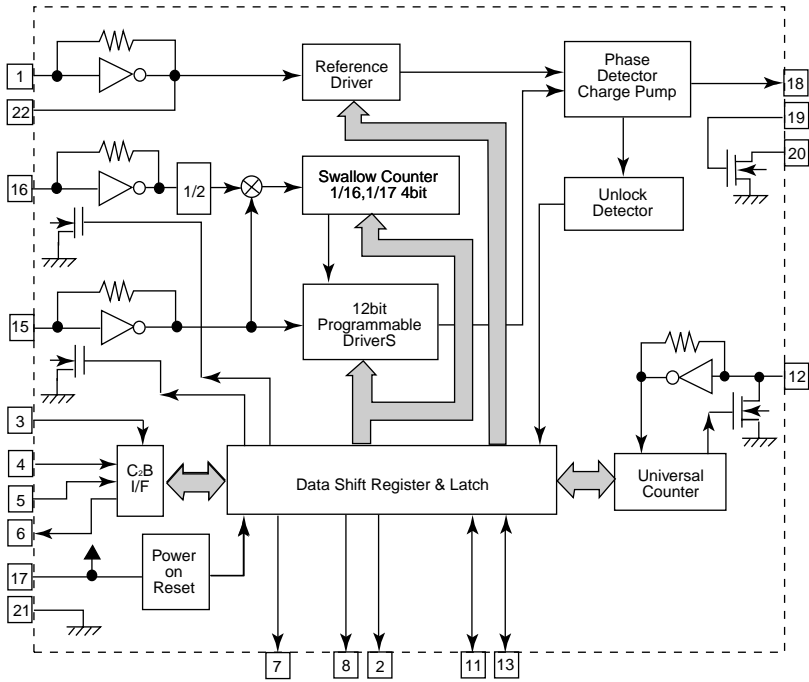 1
22
Reference
Driver
Phase
Detector
Charge Pump
18
19
20
16
1/2
Swallow Counter
1/16,1/17 4bit
Unlock
Detector
15
12bit
Programmable
DriverS
12
3
4
5
6
C2B
I/F
Data Shift Register & Latch
Universal
Counter
17
Power
on
Reset
21
7
8
2
11
13